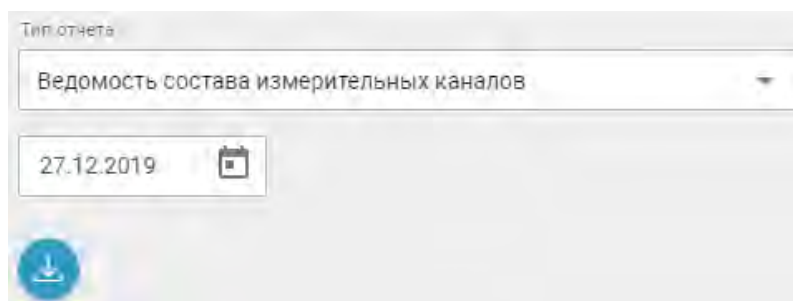 Тип отчета
Ведомость состава измерительных каналов
27.12.2019